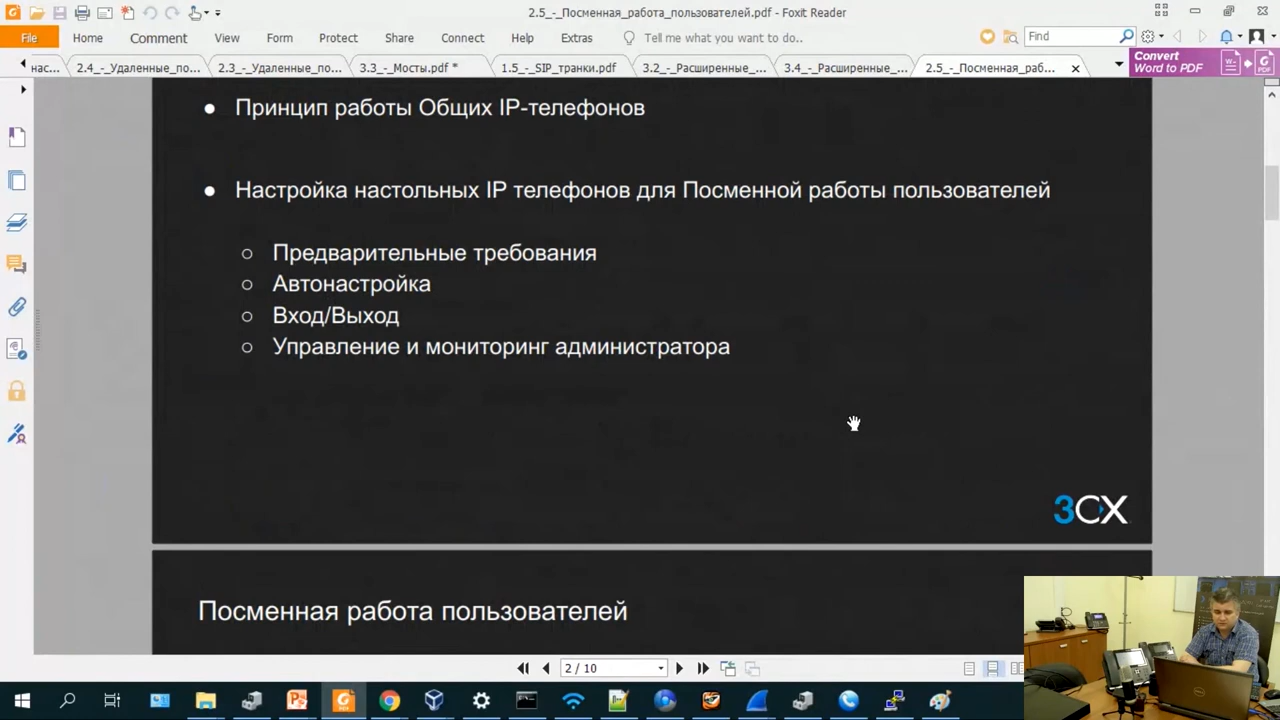 2.5_-_Посменная_работа_пользователей.pdf - Foxit Reader
File Home Comment View Form Protect Share Connect Help Extras Tell me what you want to do.. Find
нас... 2.4_-_Удаленные_по... 2.3_-_Удаленные_по... 3.3_-_Мосты.pdf * 1.5_-_SIP_транки.pdf 3.2_-_Расширенные_... 3.4_-_Расширенные_... 2.5_-_Посменная_раб... Convert
Word to PDF
● Принцип работы Общих IP-телефонов
● Настройка настольных IP телефонов для Посменной работы пользователей
○ Предварительные требования
○ Автонастройка
○ Вход/Выход
○ Управление и мониторинг администратора
3CX
Посменная работа пользователей
2 / 10